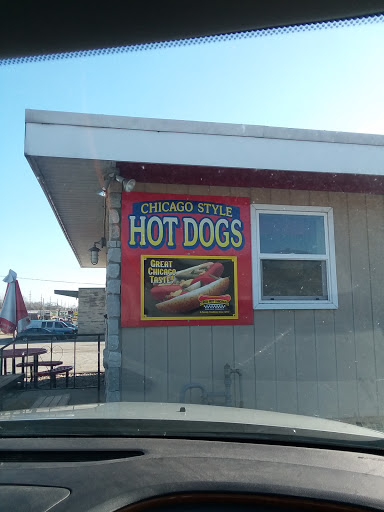 CHICAGO STYLE
HOT DOGS
GREAT
CHICAGO
TASTE!